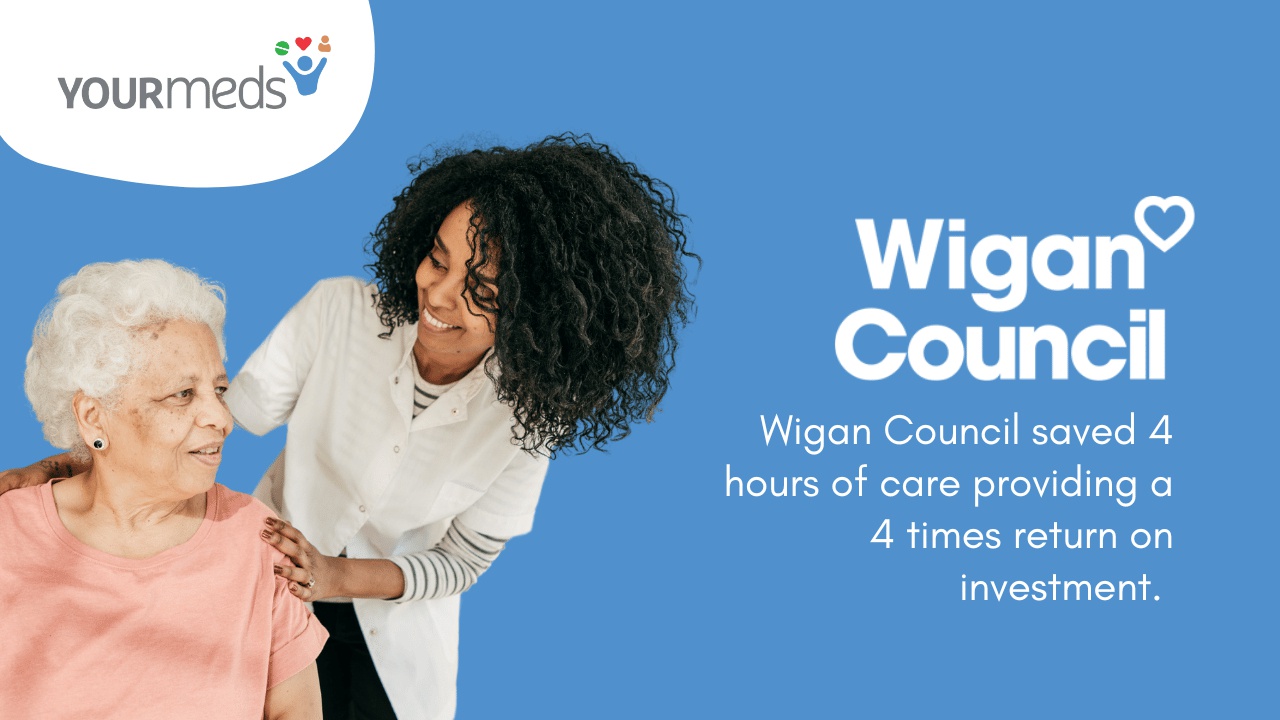 YOURmeds
Wigan
Council
Wigan Council saved 4
hours of care providing a
4 times return on
investment.